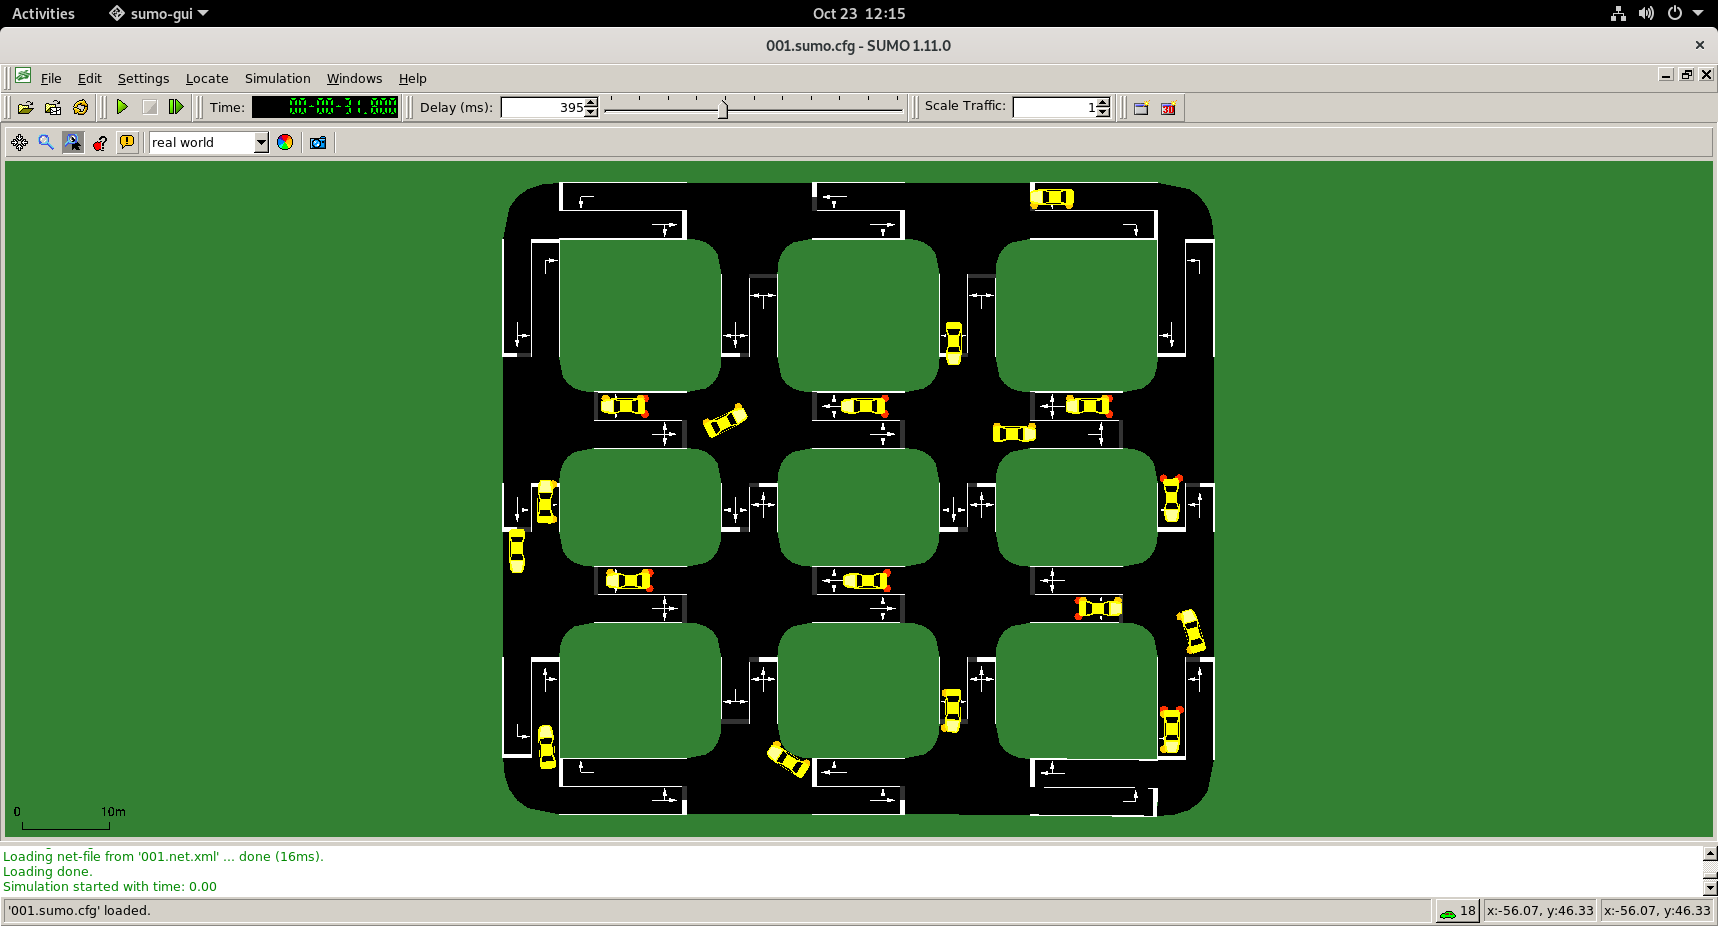 Activities sumo-gui Oct 23 12:15
001.sumo.cfg - SUMO 1.11.0
File Edit Settings Locate Simulation Windows Help
Time: 00-00-31.800 Delay (ms): 395 Scale Traffic: 1
real world
0 10m
Loading net-file from '001.net.xml' ... done (16ms).
Loading done.
Simulation started with time: 0.00
'001.sumo.cfg' loaded. 18 x:-56.07, y:46.33 x:-56.07, y:46.33